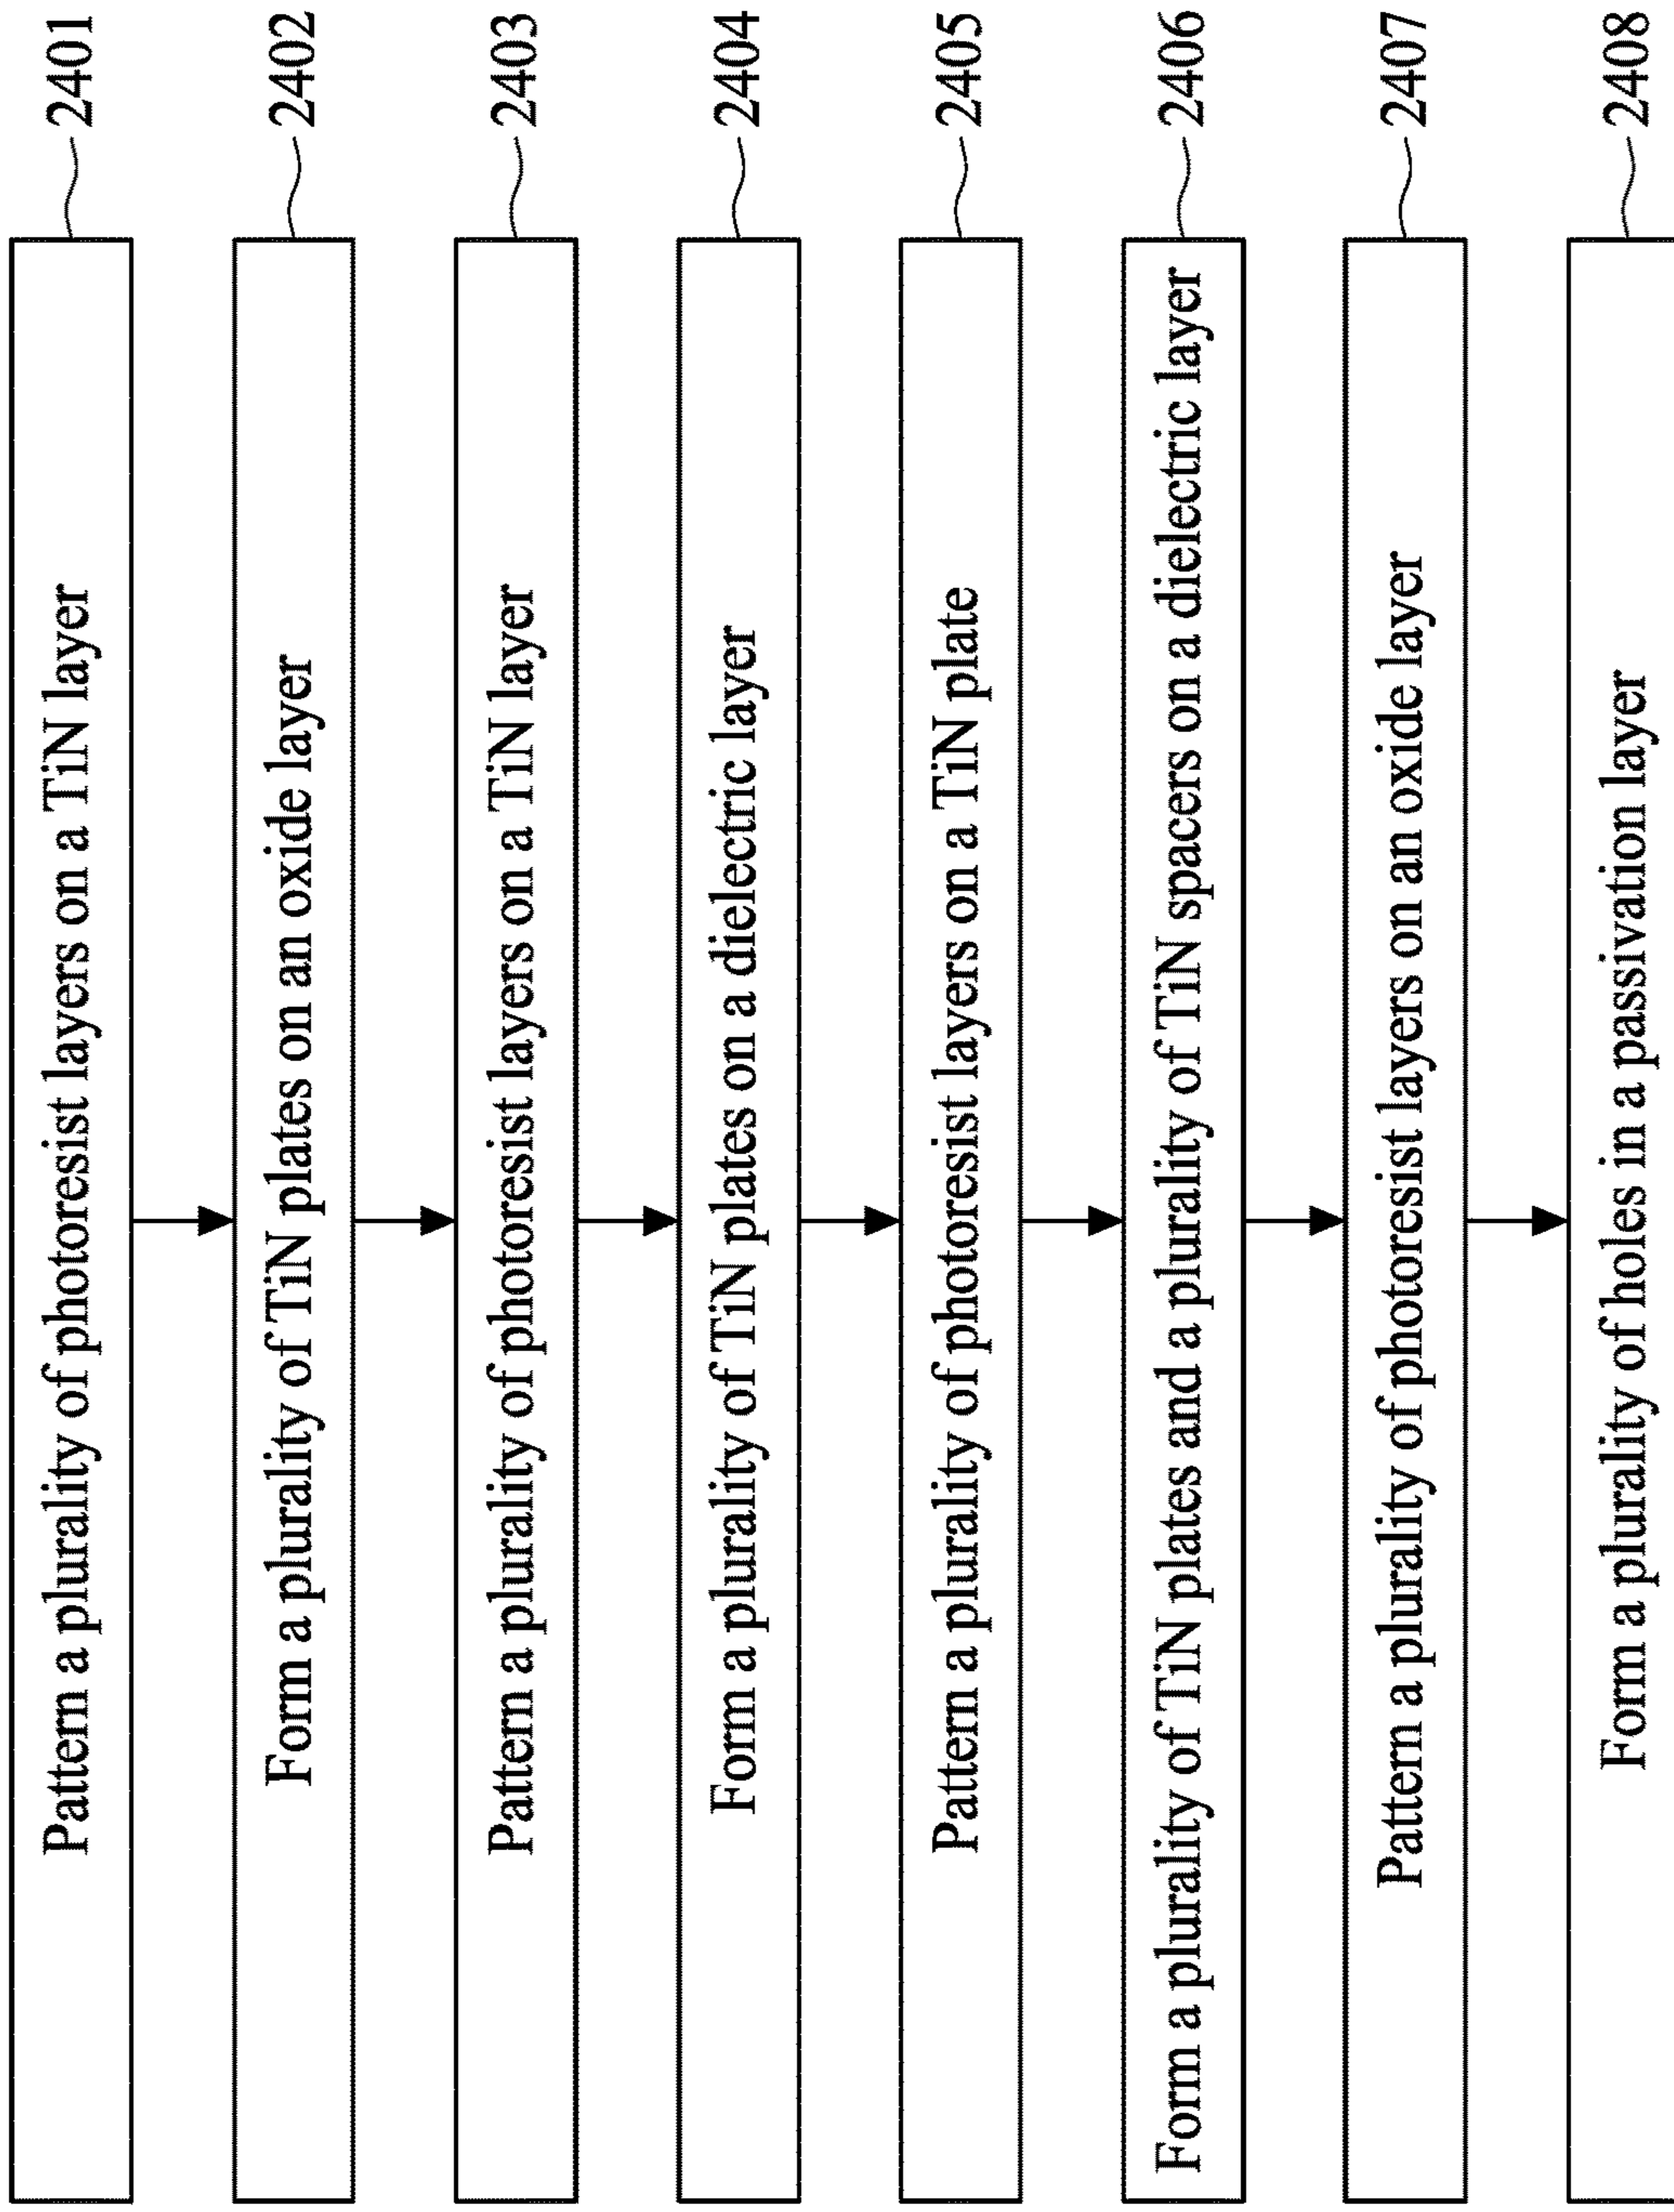 Pattern a plurality of photoresist layers on a TiN layer 2401
Form a plurality of TiN plates on an oxide layer 2402
Pattern a plurality of photoresist layers on a TiN layer 2403
Form a plurality of TiN plates on a dielectric layer 2404
Pattern a plurality of photoresist layers on a TiN plate 2405
Form a plurality of TiN plates and a plurality of TiN spacers on a dielectric layer 2406
Pattern a plurality of photoresist layers on an oxide layer 2407
Form a plurality of holes in a passivation layer 2408